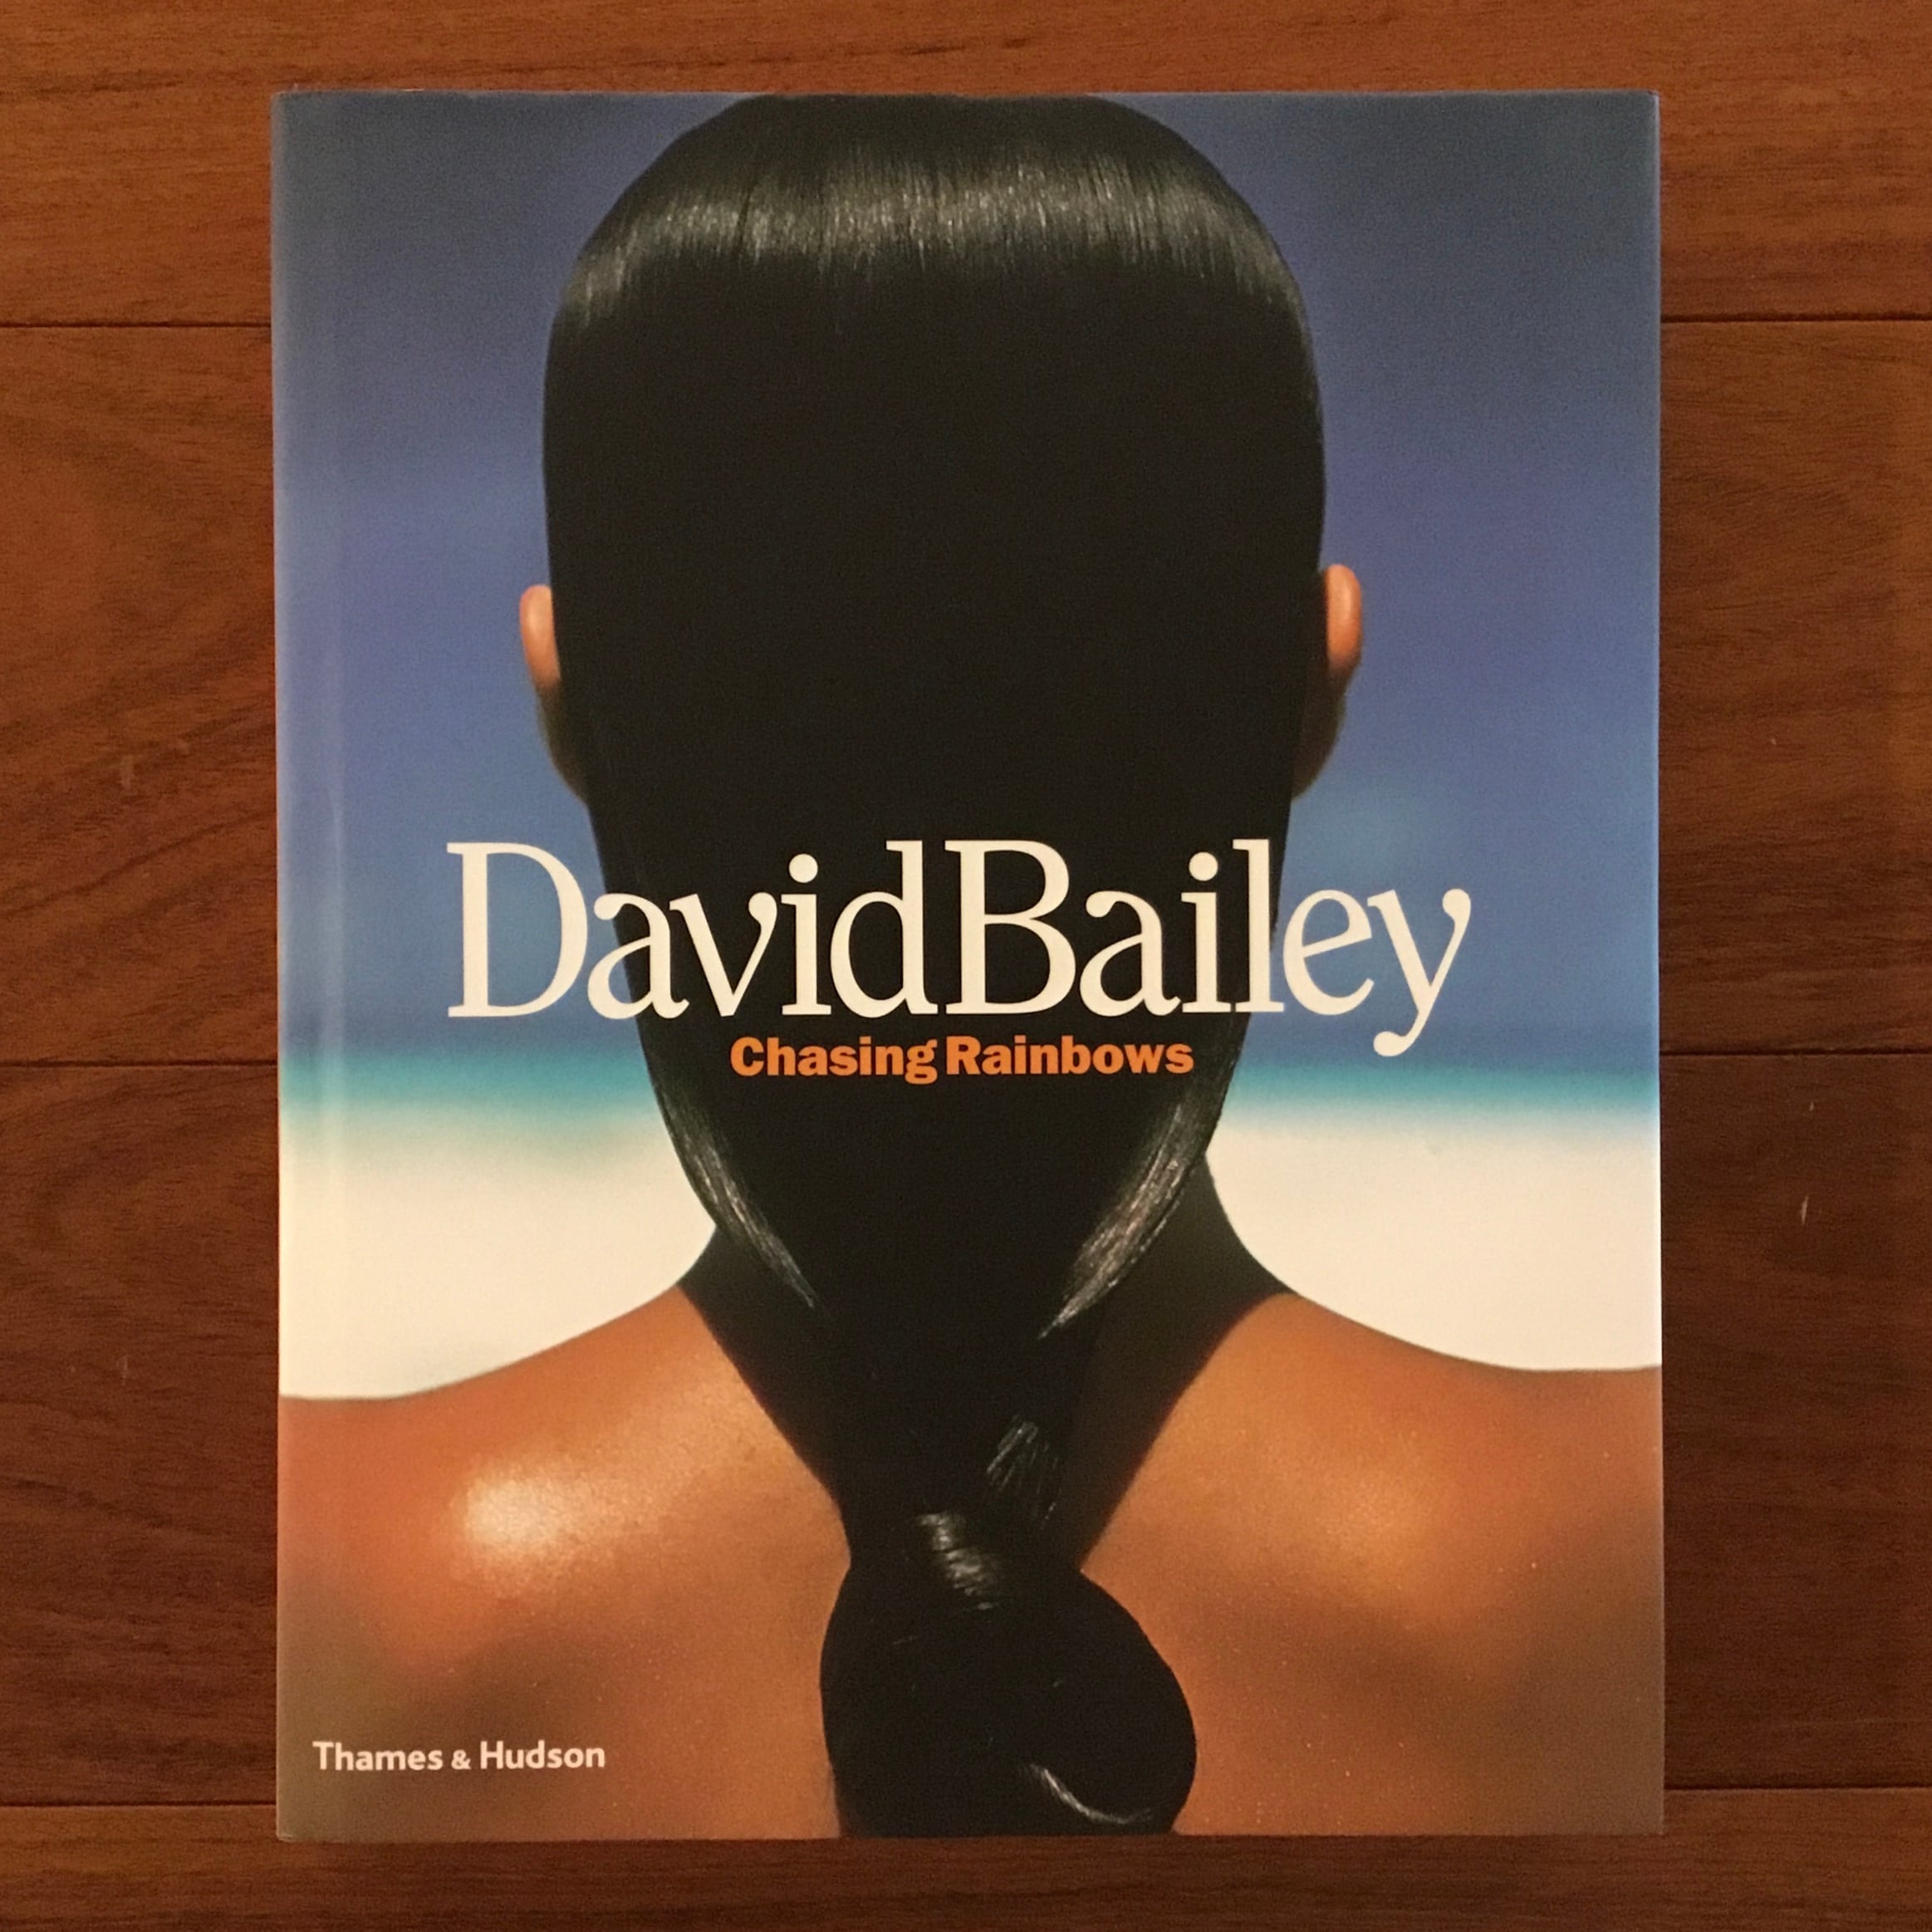 DavidBailey
Chasing Rainbows
Thames & Hudson